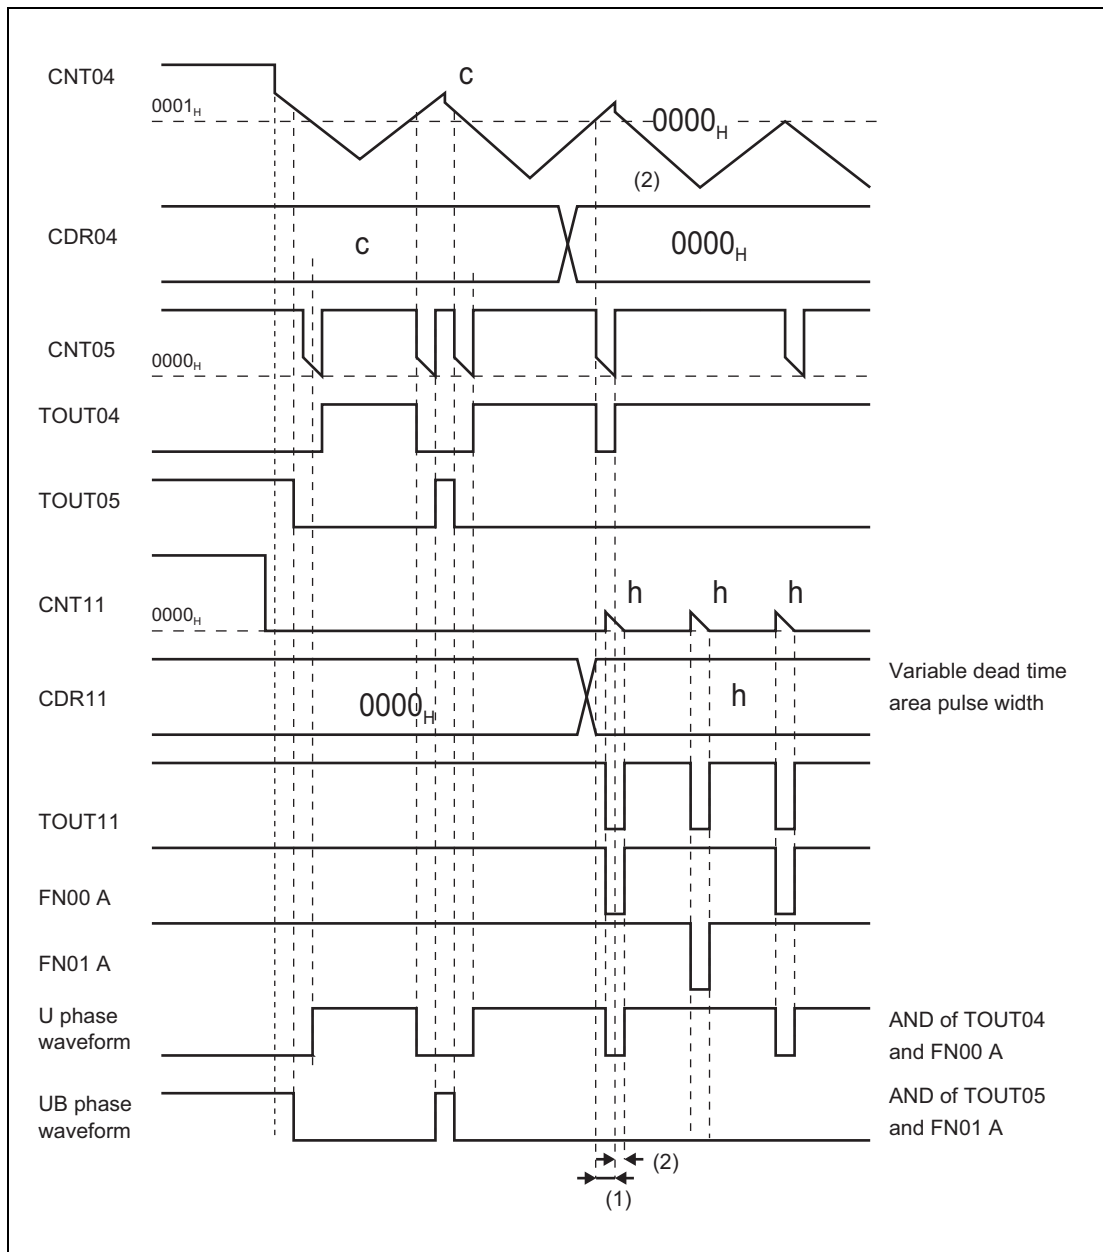 CNT04
c
0001H
0000H
(2)
CDR04
c
0000H
CNT05
0000H
TOUT04
TOUT05
CNT11
h
h
h
0000H
CDR11
0000H
h
Variable dead time
area pulse width
TOUT11
FN00 A
FN01 A
U phase
waveform
AND of TOUT04
and FN00 A
UB phase
waveform
AND of TOUT05
and FN01 A
(2)
(1)